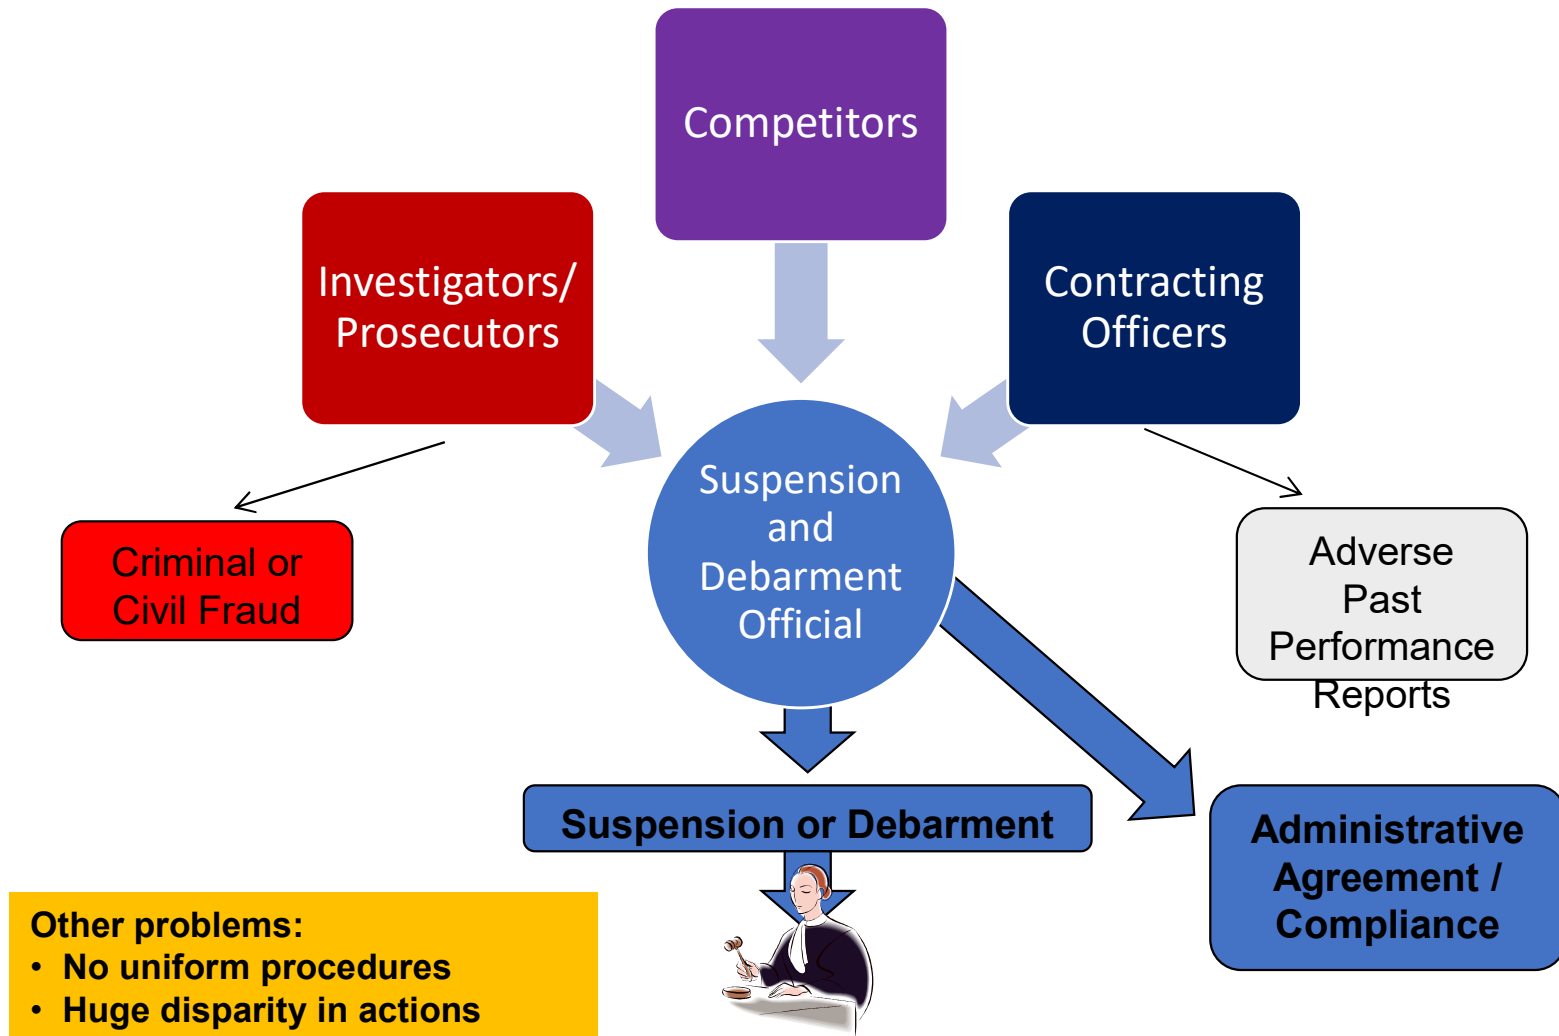 Competitors
Investigators/
Prosecutors
Contracting
Officers
Suspension
and
Debarment
Official
Criminal or
Civil Fraud
Adverse
Past
Performance
Reports
Suspension or Debarment
Administrative
Agreement /
Compliance
Other problems:
• No uniform procedures
• Huge disparity in actions